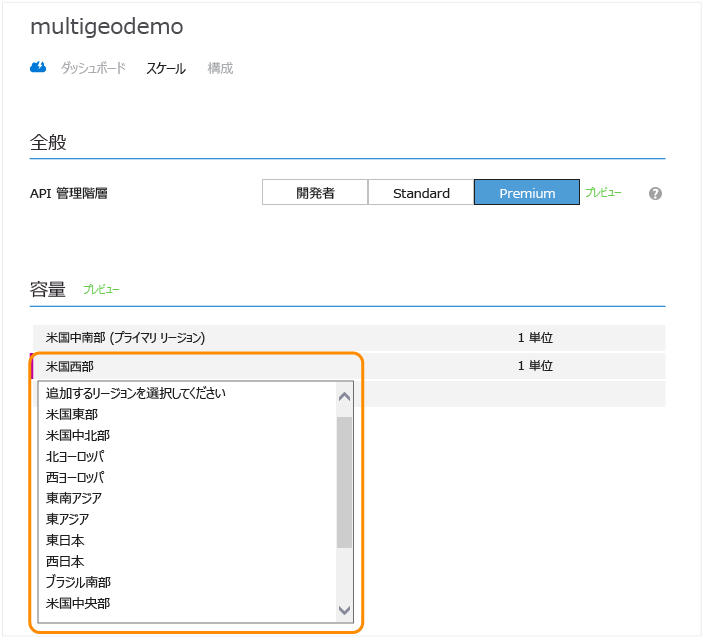 multigeodemo
ダッシュボード スケール 構成
全般
API 管理階層 開発者 Standard Premium プレビュー ?
容量 プレビュー
米国中南部 (プライマリ リージョン) 1 単位
米国西部 1 単位
追加するリージョンを選択してください
米国東部
米国中北部
北ヨーロッパ
西ヨーロッパ
東南アジア
東アジア
東日本
西日本
ブラジル南部
米国中央部